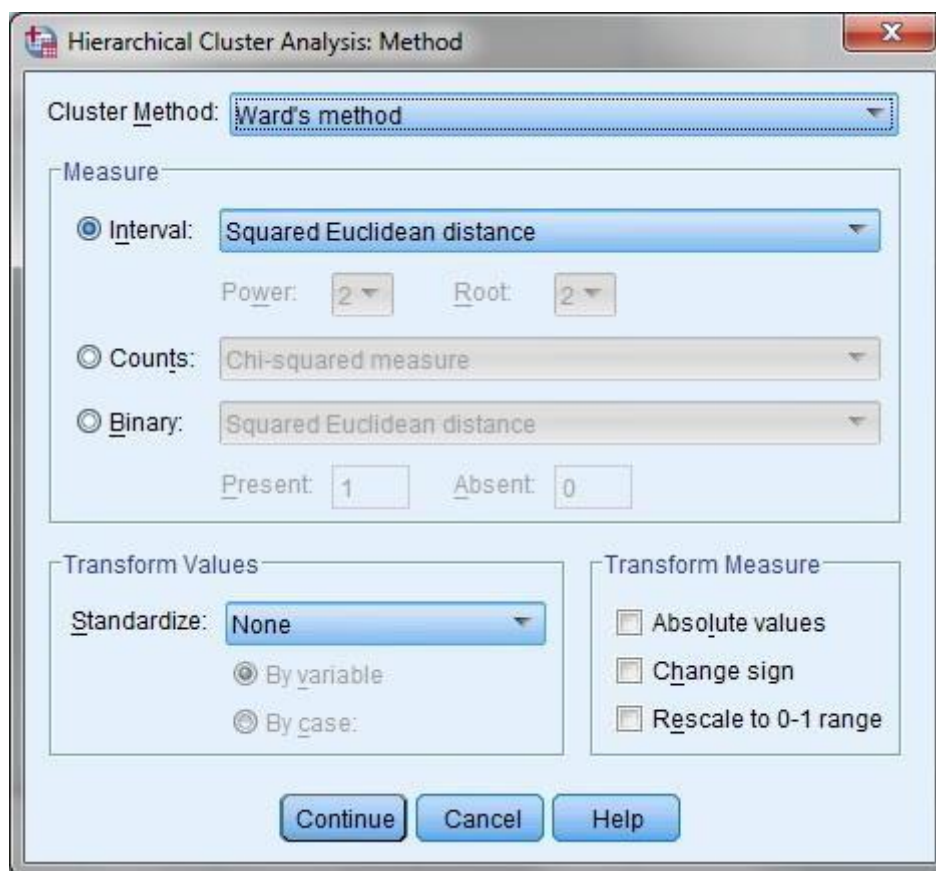 Hierarchical Cluster Analysis: Method
Cluster Method: Ward's method
Measure
Interval: Squared Euclidean distance
Power: 2 Root: 2
Counts: Chi-squared measure
Binary: Squared Euclidean distance
Present: 1 Absent: 0
Transform Values
Standardize: None
By variable
By case:
Transform Measure
Absolute values
Change sign
Rescale to 0-1 range
Continue Cancel Help